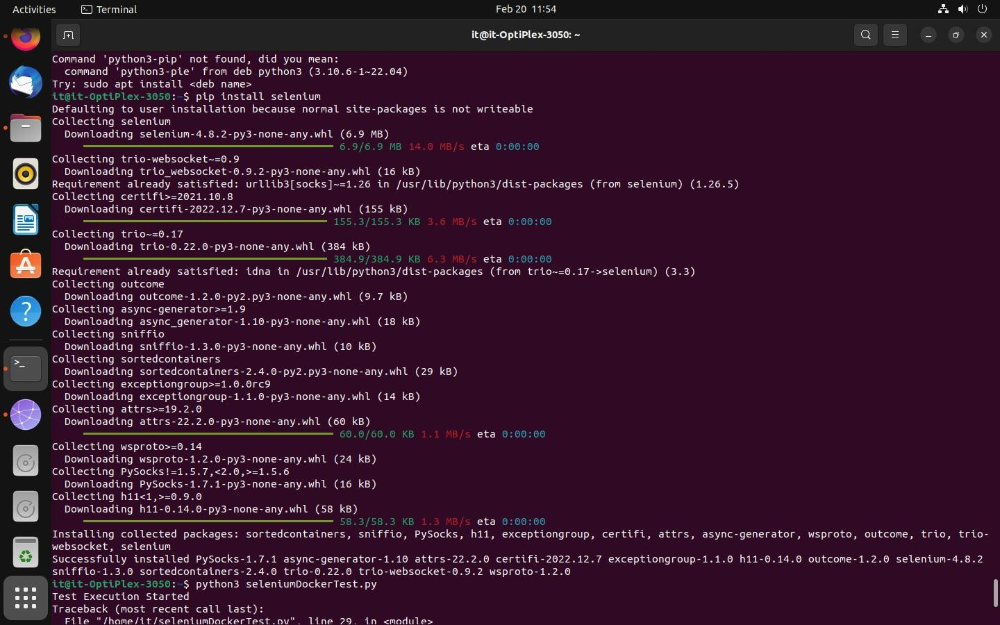 Activities
Terminal
Feb 20 11:54
it@it-OptiPlex-3050: ~
Command 'python3-pip' not found, did you mean:
  command 'python3-pie' from deb python3 (3.10.6-1~22.04)
Try: sudo apt install <deb name>
it@it-OptiPlex-3050:~$ pip install selenium
Defaulting to user installation because normal site-packages is not writeable
Collecting selenium
  Downloading selenium-4.8.2-py3-none-any.whl (6.9 MB)
6.9/6.9 MB 14.0 MB/s eta 0:00:00
Collecting trio-websocket~=0.9
  Downloading trio_websocket-0.9.2-py3-none-any.whl (16 kB)
Requirement already satisfied: urllib3[socks]~=1.26 in /usr/lib/python3/dist-packages (from selenium) (1.26.5)
Collecting certifi>=2021.10.8
  Downloading certifi-2022.12.7-py3-none-any.whl (155 kB)
155.3/155.3 KB 3.6 MB/s eta 0:00:00
Collecting trio~=0.17
  Downloading trio-0.22.0-py3-none-any.whl (384 kB)
384.9/384.9 KB 6.3 MB/s eta 0:00:00
Requirement already satisfied: idna in /usr/lib/python3/dist-packages (from trio~=0.17->selenium) (3.3)
Collecting outcome
  Downloading outcome-1.2.0-py2.py3-none-any.whl (9.7 kB)
Collecting async-generator>=1.9
  Downloading async_generator-1.10-py3-none-any.whl (18 kB)
Collecting sniffio
  Downloading sniffio-1.3.0-py3-none-any.whl (10 kB)
Collecting sortedcontainers
  Downloading sortedcontainers-2.4.0-py2.py3-none-any.whl (29 kB)
Collecting exceptiongroup>=1.0.0rc9
  Downloading exceptiongroup-1.1.0-py3-none-any.whl (14 kB)
Collecting attrs>=19.2.0
  Downloading attrs-22.2.0-py3-none-any.whl (60 kB)
60.0/60.0 KB 1.1 MB/s eta 0:00:00
Collecting wsproto>=0.14
  Downloading wsproto-1.2.0-py3-none-any.whl (24 kB)
Collecting PySocks!=1.5.7,<2.0,>=1.5.6
  Downloading PySocks-1.7.1-py3-none-any.whl (16 kB)
Collecting h11<1,>=0.9.0
  Downloading h11-0.14.0-py3-none-any.whl (58 kB)
58.3/58.3 KB 1.3 MB/s eta 0:00:00
Installing collected packages: sortedcontainers, sniffio, PySocks, h11, exceptiongroup, certifi, attrs, async-generator, wsproto, outcome, trio, trio-
websocket, selenium
Successfully installed PySocks-1.7.1 async-generator-1.10 attrs-22.2.0 certifi-2022.12.7 exceptiongroup-1.1.0 h11-0.14.0 outcome-1.2.0 selenium-4.8.2
sniffio-1.3.0 sortedcontainers-2.4.0 trio-0.22.0 trio-websocket-0.9.2 wsproto-1.2.0
it@it-OptiPlex-3050:~$ python3 seleniumDockerTest.py
Test Execution Started
Traceback (most recent call last):
  File "/home/it/seleniumDockerTest.py", line 29, in <module>